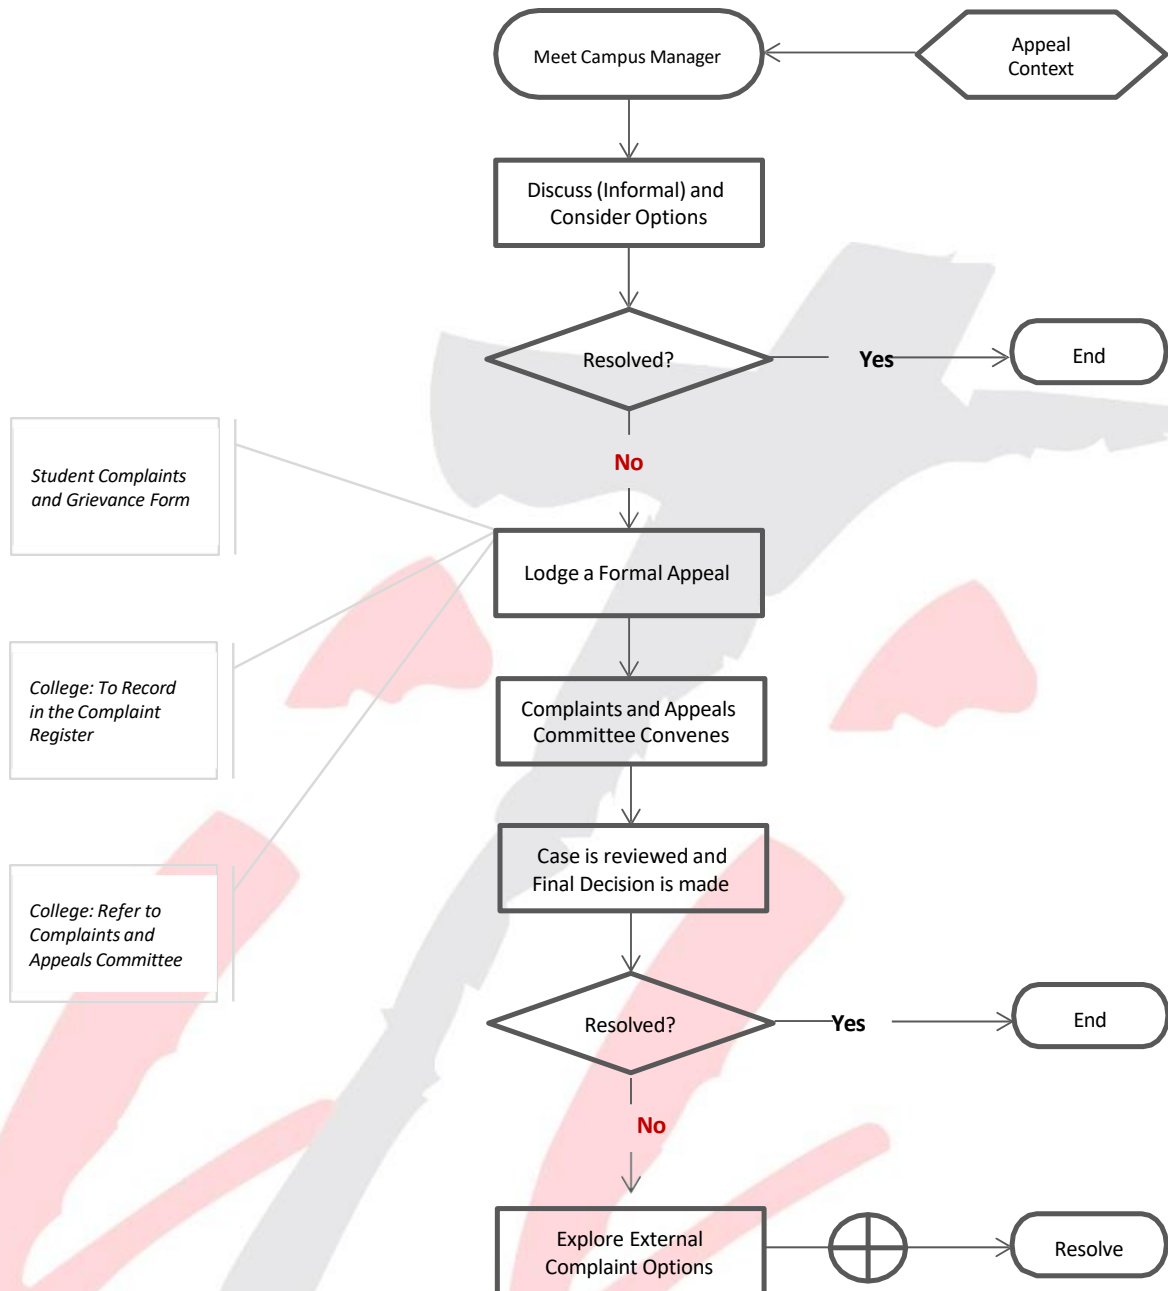 Meet Campus Manager
Appeal
Context
Discuss (Informal) and
Consider Options
Resolved?
Yes
End
No
Student Complaints
and Grievance Form
Lodge a Formal Appeal
College: To Record
in the Complaint
Register
Complaints and Appeals
Committee Convenes
Case is reviewed and
Final Decision is made
College: Refer to
Complaints and
Appeals Committee
Resolved?
Yes
End
No
Explore External
Complaint Options
Resolve